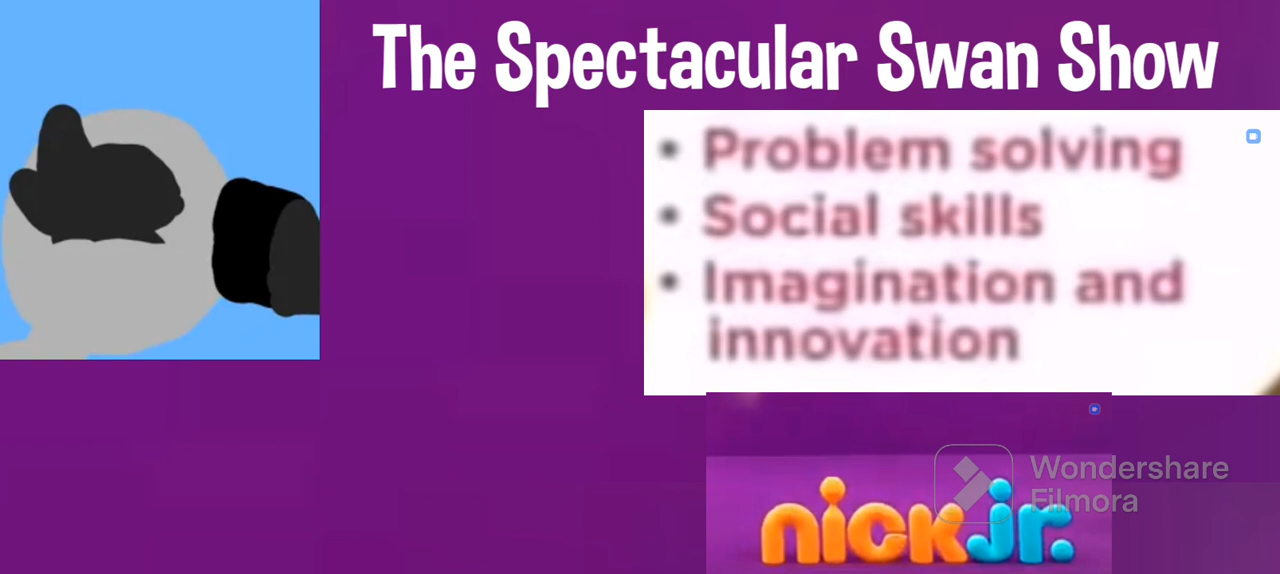 The Spectacular Swan Show
• Problem solving
• Social skills
• Imagination and
innovation
Wondershare
Filmora
nick jr.